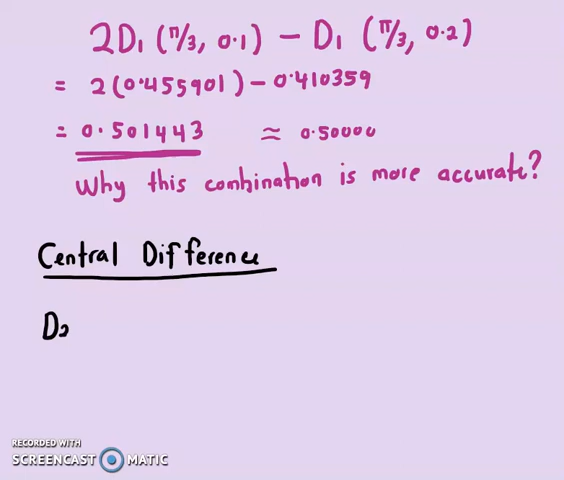 2D₁ (π/3, 0.1) − D₁ (π/3, 0.2)
= 2(0.455901) − 0.410359
= 0.501443 ≈ 0.50000
Why this combination is more accurate?
Central Difference
D₂
RECORDED WITH
SCREENCAST MATIC